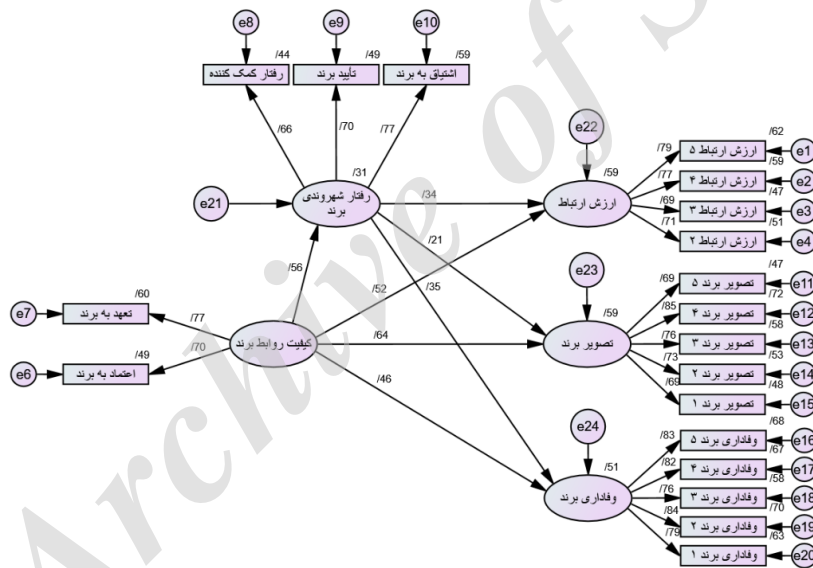 e8
e9
e10
/44
/49
/59
رفتار کمک کننده
تأیید برند
اشتیاق به برند
/66
/70
/77
e22
/62
/31
/59
/79
ارزش ارتباط ۵
e1
/59
e21
رفتار شهروندی
برند
/34
ارزش ارتباط
/77
ارزش ارتباط ۴
e2
/47
/69
ارزش ارتباط ۳
e3
/51
/71
ارزش ارتباط ۲
e4
/21
/56
/52
/35
e23
/47
/60
/59
/69
تصویر برند ۵
e11
/72
e7
تعهد به برند
/77
/85
تصویر برند ۴
e12
/58
کیفیت روابط برند
/64
تصویر برند
/76
تصویر برند ۳
e13
/53
/49
/70
/73
تصویر برند ۲
e14
/48
e6
اعتماد به برند
/46
/69
تصویر برند ۱
e15
e24
/68
/51
/83
وفاداری برند ۵
e16
/67
/82
وفاداری برند ۴
e17
/58
وفاداری برند
/76
وفاداری برند ۳
e18
/70
/84
وفاداری برند ۲
e19
/63
/79
وفاداری برند ۱
e20
Archive of S